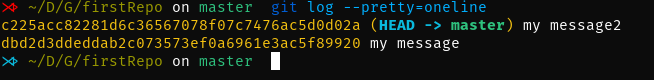 ⋊> ~/D/G/firstRepo on master  git log --pretty=oneline
c225acc82281d6c36567078f07c7476ac5d0d02a (HEAD -> master) my message2
dbd2d3ddeddab2c073573ef0a6961e3ac5f89920 my message
⋊> ~/D/G/firstRepo on master